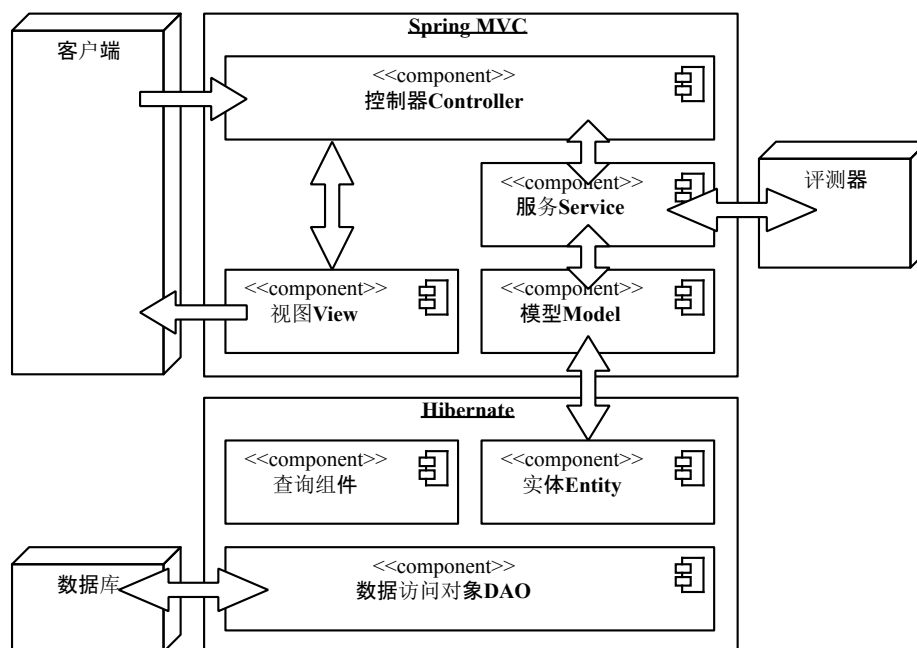 Spring MVC
客户端
<<component>>
控制器Controller
<<component>>
服务Service
评测器
<<component>>
视图View
<<component>>
模型Model
Hibernate
<<component>>
查询组件
<<component>>
实体Entity
<<component>>
数据访问对象DAO
数据库